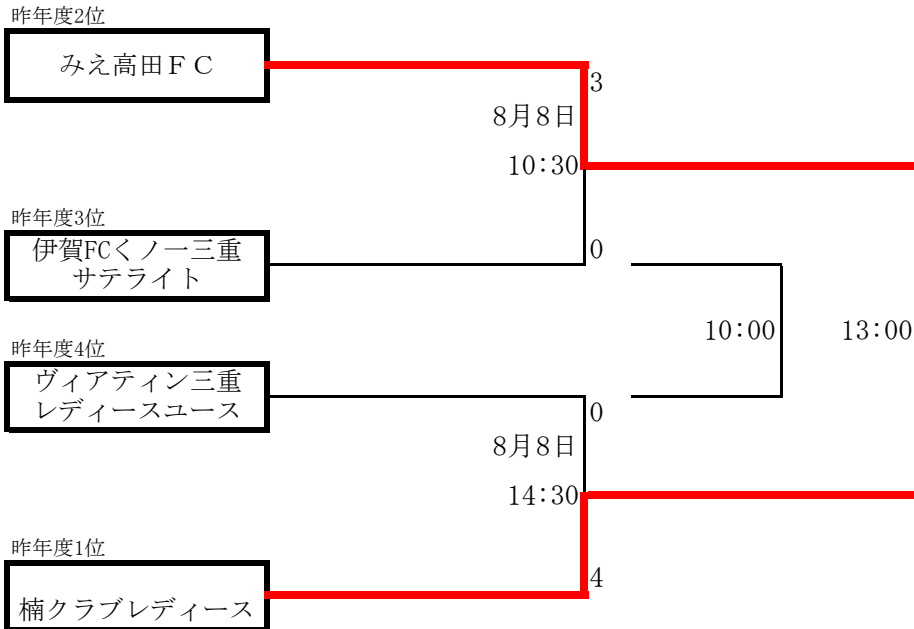 昨年度2位
みえ高田ＦＣ
3
8月8日
10:30
昨年度3位
伊賀FCくノ一三重
サテライト
0
10:00
13:00
昨年度4位
ヴィアティン三重
レディースユース
0
8月8日
14:30
昨年度1位
楠クラブレディース
4